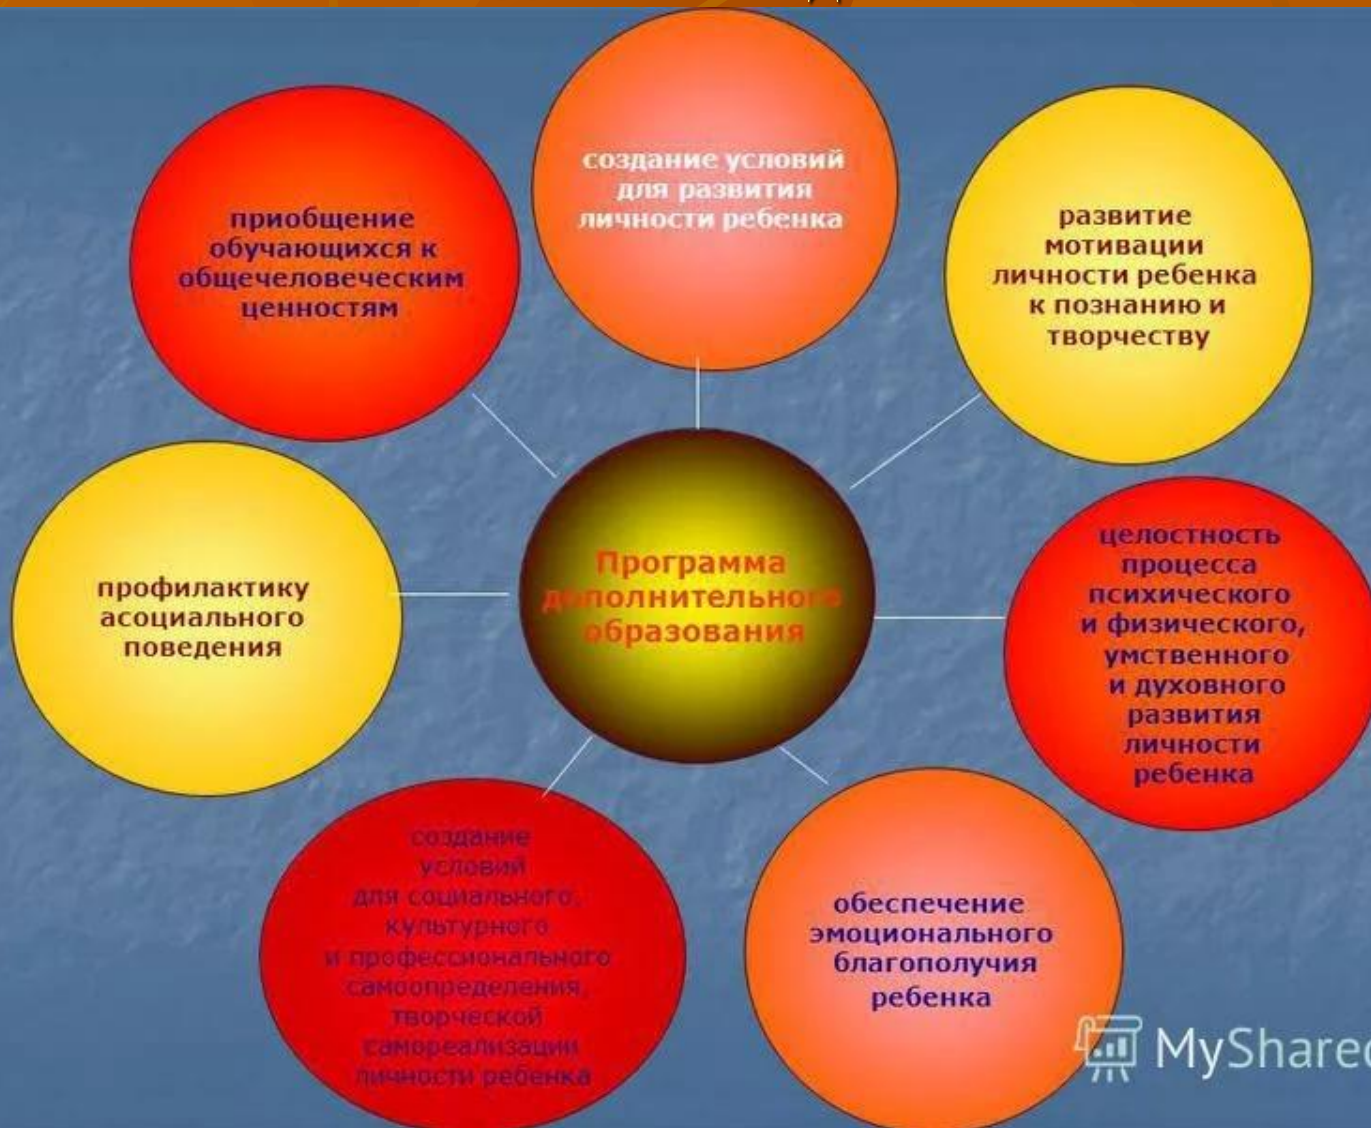 создание условий
для развития
личности ребенка
развитие
мотивации
личности ребенка
к познанию и
творчеству
целостность
процесса
психического
и физического,
умственного
и духовного
развития
личности
ребенка
обеспечение
эмоционального
благополучия
ребенка
создание
условий
для социального,
культурного
и профессионального
самоопределения,
творческой
самореализации
личности ребенка
профилактику
асоциального
поведения
приобщение
обучающихся к
общечеловеческим
ценностям
Программа
дополнительного
образования
MyShared